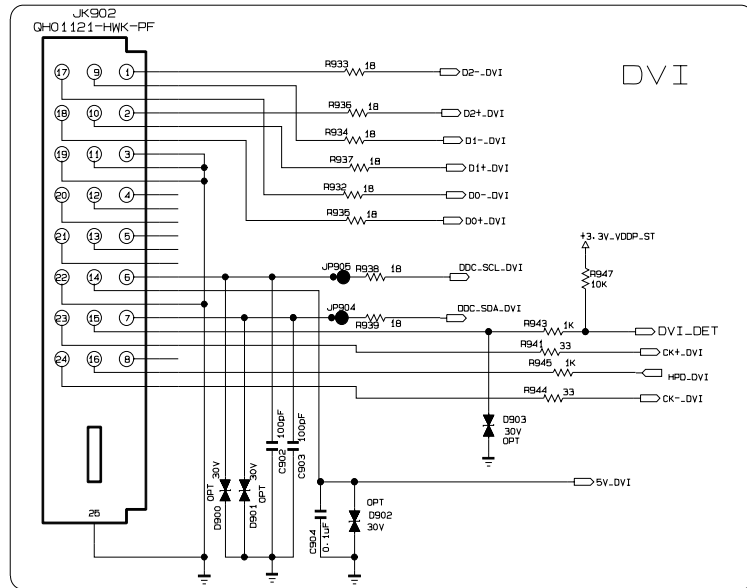 JK902
QH01121-HWK-PF
DVI
17 9 1
R933 18 D2-_DVI
18 10 2
R936 18 D2+_DVI
R934 18 D1-_DVI
19 11 3
R937 18 D1+_DVI
20 12 4
R932 18 D0-_DVI
R935 18 D0+_DVI
21 13 5
+3.3V_VDDP_ST
22 14 6
JP905 R938 18 DDC_SCL_DVI
R947
10K
23 15 7
JP904 R939 18 DDC_SDA_DVI
R943 1K DVI_DET
24 16 8
R941 33 CK+_DVI
R945 1K HPD_DVI
R944 33 CK-_DVI
D903
30V
OPT
D900 OPT 30V
D901 OPT 30V
C902 100pF
C903 100pF
5V_DVI
C904 0.1uF
OPT
D902
30V
25